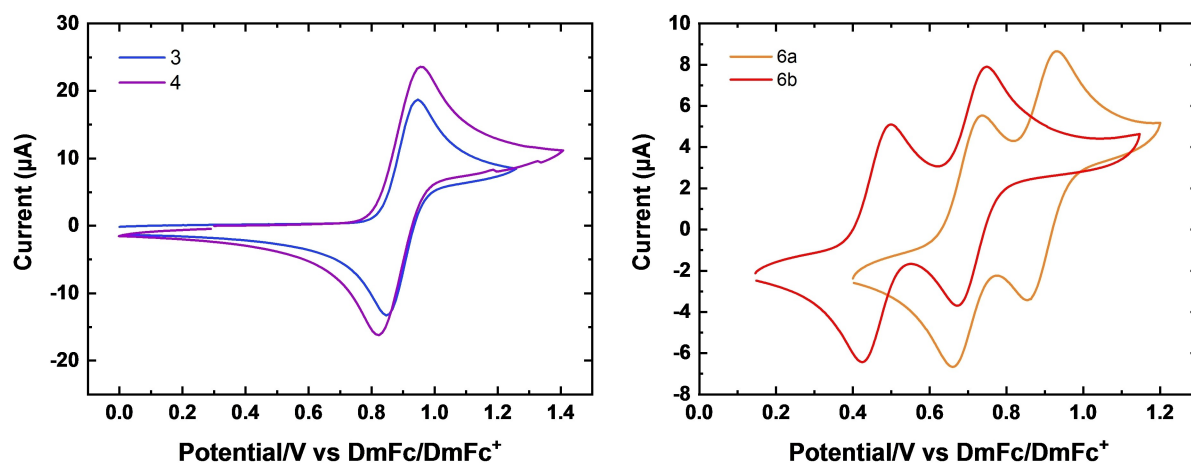 30
20
10
0
-10
-20
Current (µA)
3
4
0.0 0.2 0.4 0.6 0.8 1.0 1.2 1.4
Potential/V vs DmFc/DmFc⁺
10
8
6
4
2
0
-2
-4
-6
-8
Current (µA)
6a
6b
0.0 0.2 0.4 0.6 0.8 1.0 1.2
Potential/V vs DmFc/DmFc⁺